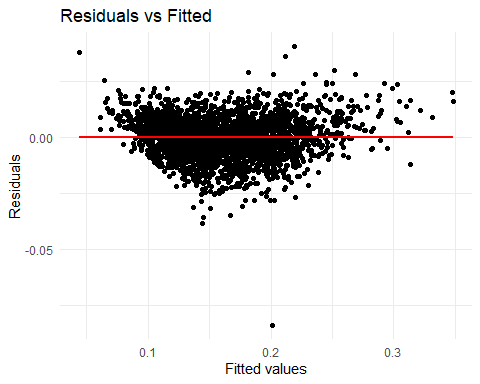 Residuals vs Fitted
Residuals
0.00
-0.05
0.1 0.2 0.3
Fitted values